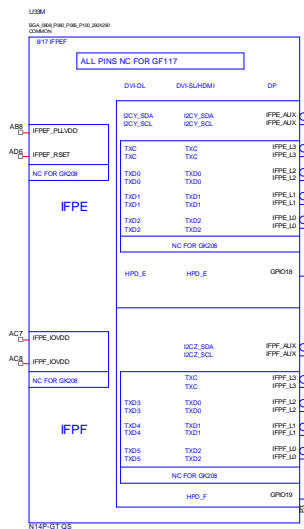 U33M
BGA_0908_P080_P065_P100_290X290
COMMON
8/17 IFPEF
ALL PINS NC FOR GF117
DVI-DL DVI-SL/HDMI DP
I2CY_SDA I2CY_SDA IFPE_AUX
I2CY_SCL I2CY_SCL IFPE_AUX
AB8 IFPEF_PLLVDD
TXC TXC IFPE_L3
TXC TXC IFPE_L3
AD6 IFPEF_RSET
TXD0 TXD0 IFPE_L2
TXD0 TXD0 IFPE_L2
NC FOR GK208
TXD1 TXD1 IFPE_L1
TXD1 TXD1 IFPE_L1
IFPE
TXD2 TXD2 IFPE_L0
TXD2 TXD2 IFPE_L0
NC FOR GK208
HPD_E HPD_E GPIO18
AC7 IFPE_IOVDD
I2CZ_SDA IFPF_AUX
I2CZ_SCL IFPF_AUX
AC8 IFPF_IOVDD
NC FOR GK208
TXC IFPF_L3
TXC IFPF_L3
TXD3 TXD0 IFPF_L2
TXD3 TXD0 IFPF_L2
IFPF
TXD4 TXD1 IFPF_L1
TXD4 TXD1 IFPF_L1
TXD5 TXD2 IFPF_L0
TXD5 TXD2 IFPF_L0
NC FOR GK208
HPD_F GPIO19
N14P-GT QS